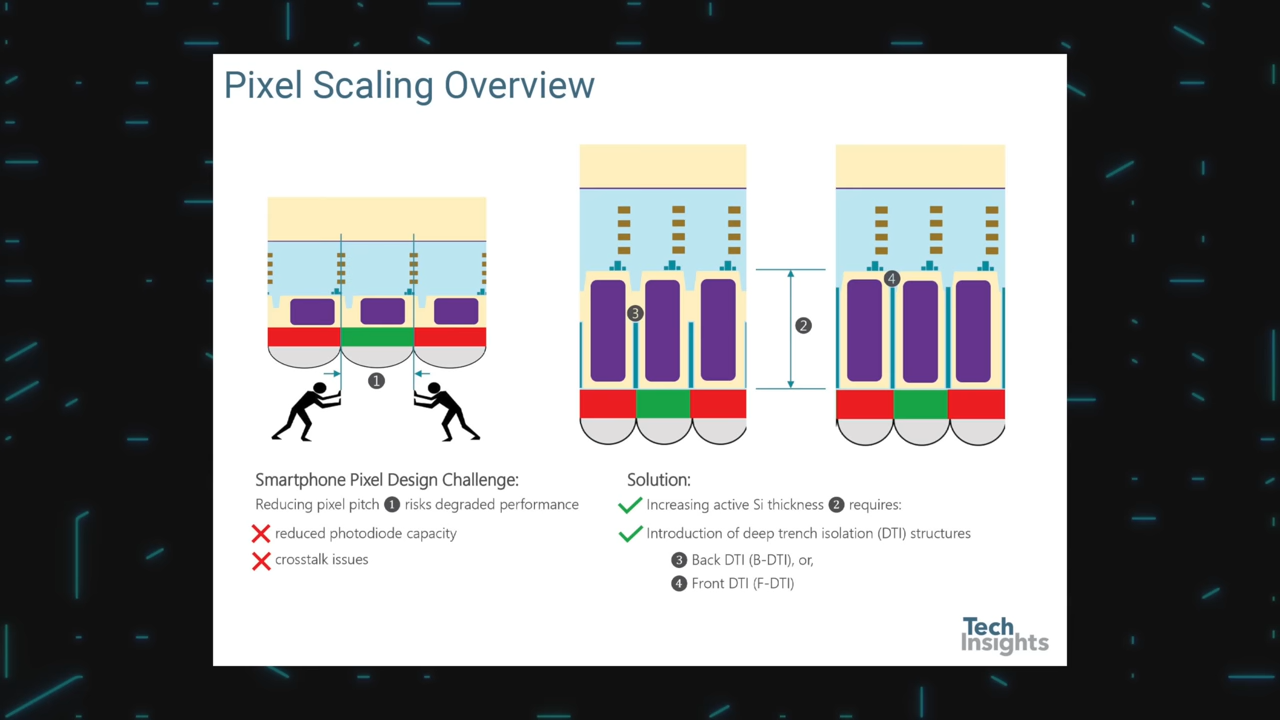 Pixel Scaling Overview
1
2
3
4
Smartphone Pixel Design Challenge:
Reducing pixel pitch 1 risks degraded performance
reduced photodiode capacity
crosstalk issues
Solution:
Increasing active Si thickness 2 requires:
Introduction of deep trench isolation (DTI) structures
3 Back DTI (B-DTI), or,
4 Front DTI (F-DTI)
Tech
Insights